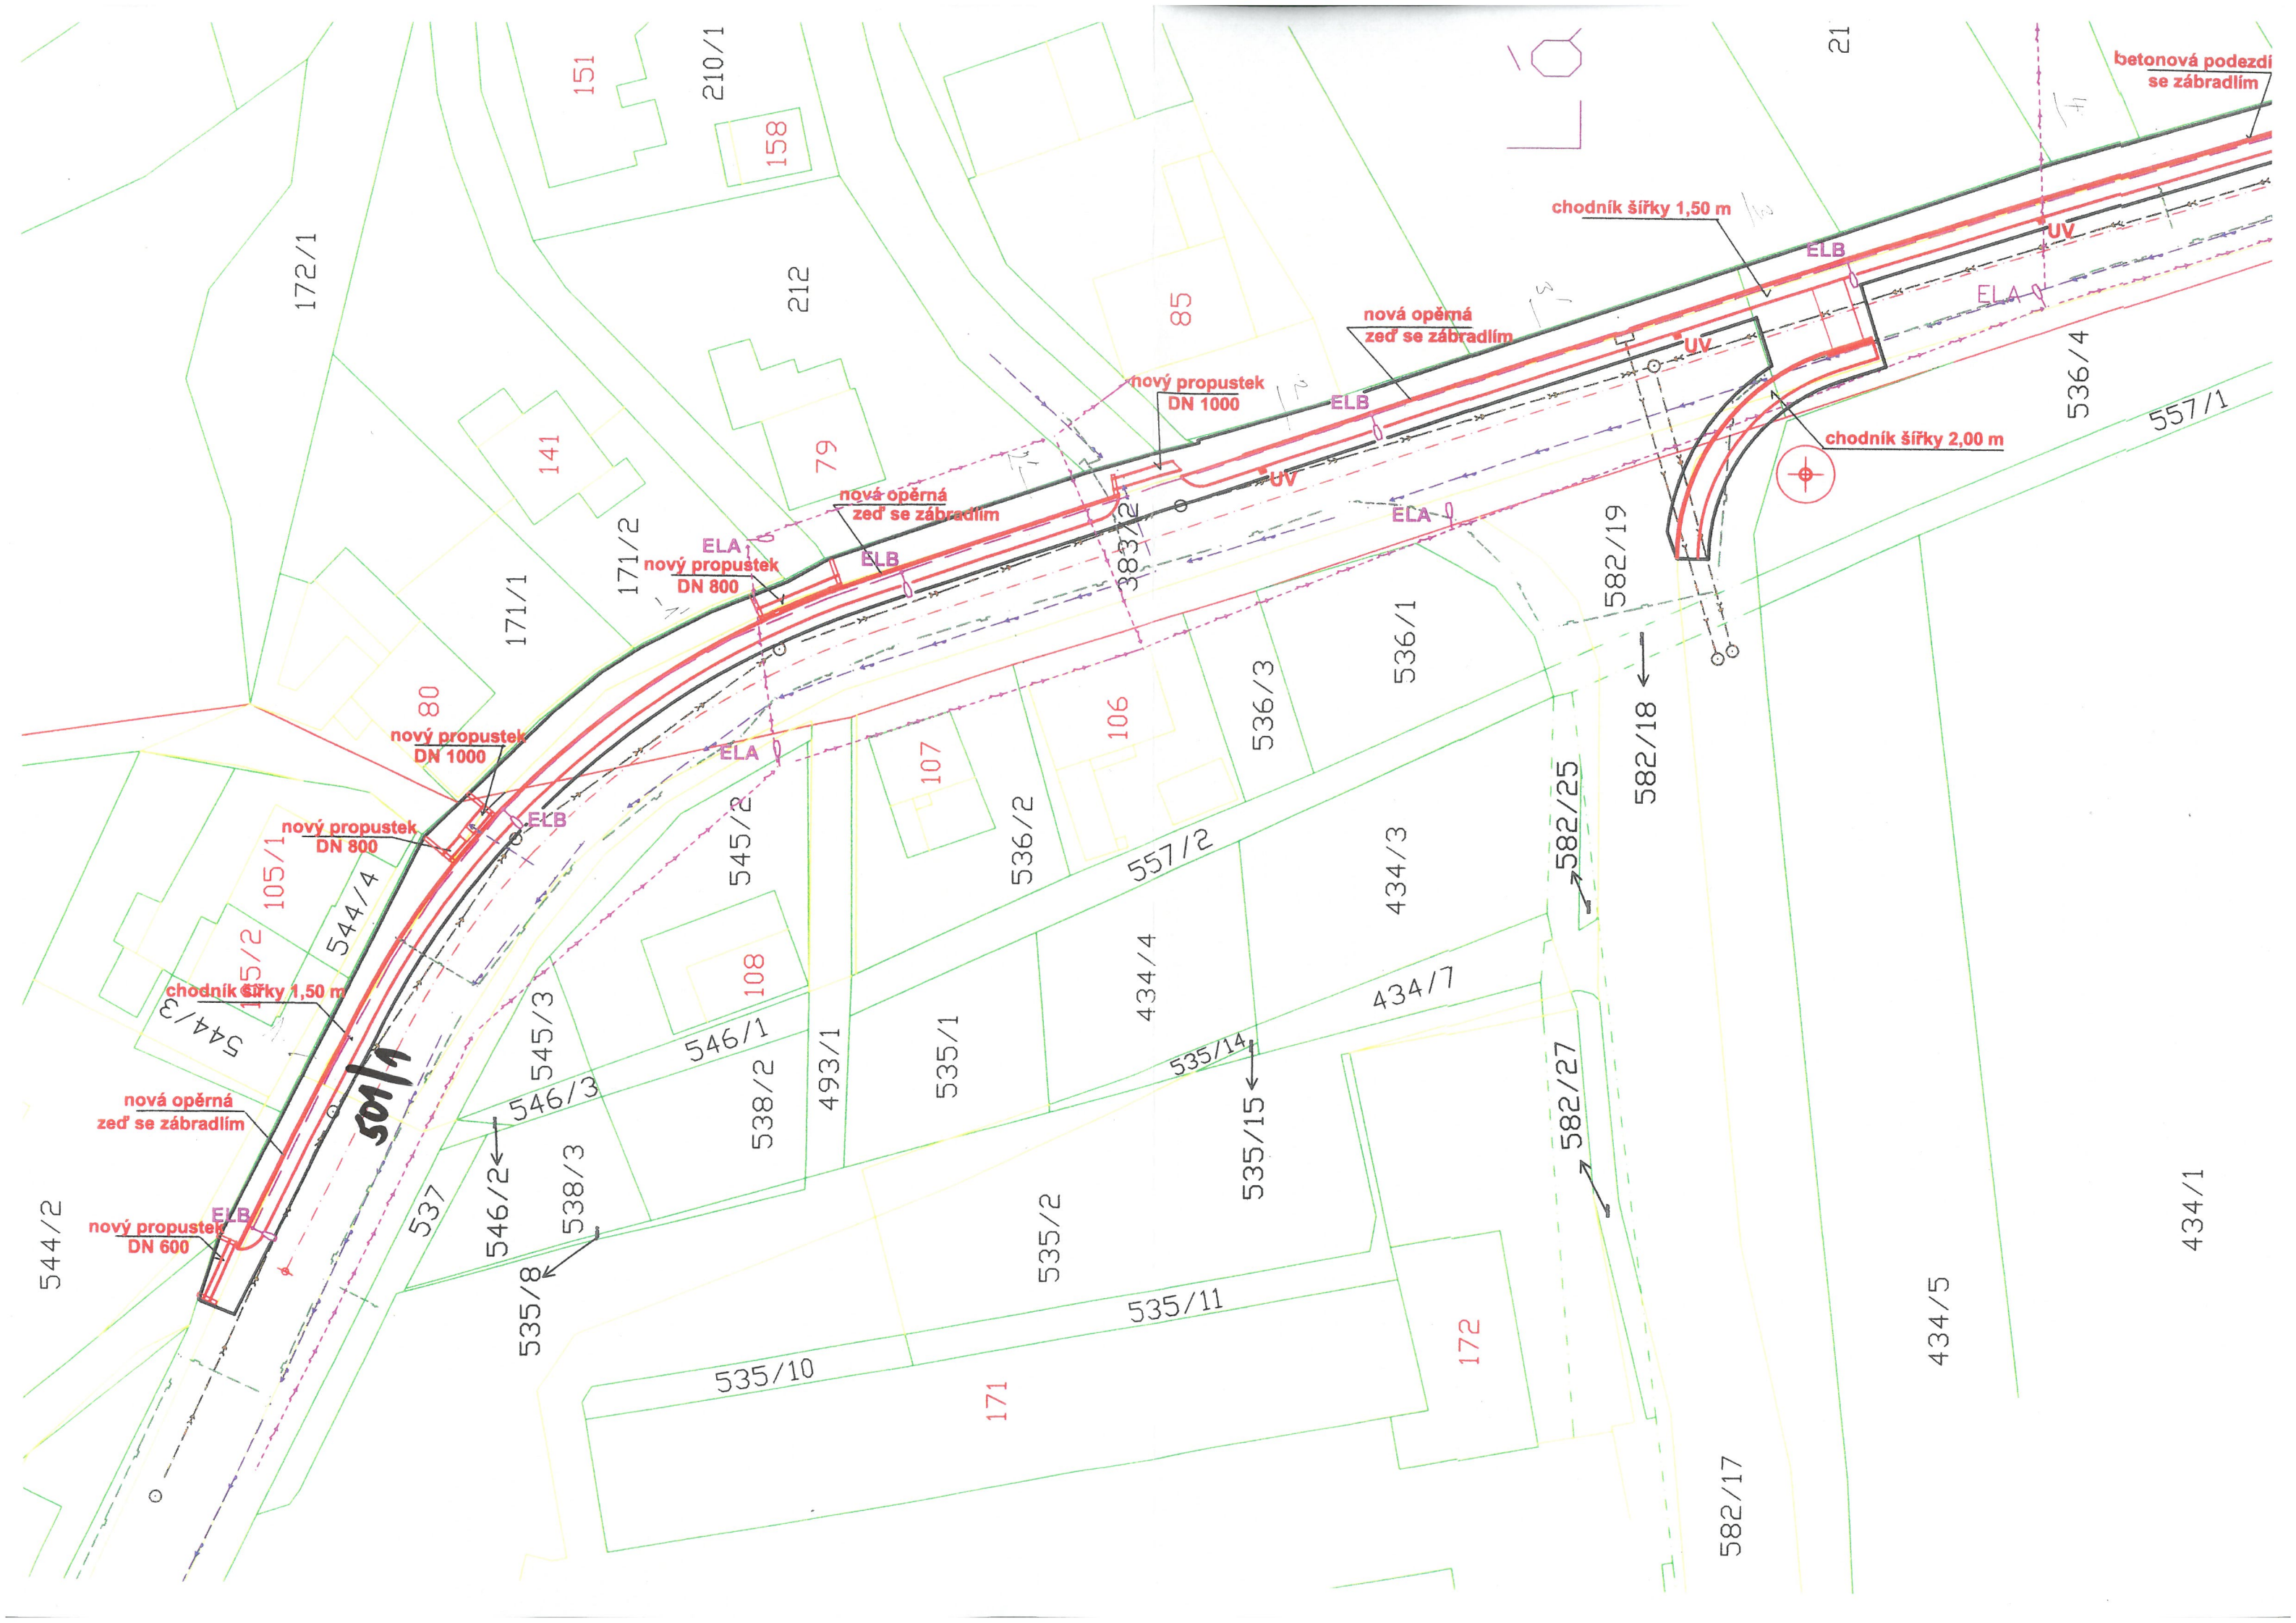 151
210/1
21
betonová podezdí
se zábradlím
158
172/1
212
chodník šířky 1,50 m
ELB
UV
ELA
85
nová opěrná
zeď se zábradlím
UV
536/4
557/1
nový propustek
DN 1000
ELB
chodník šířky 2,00 m
141
79
UV
ELA
nová opěrná
zeď se zábradlím
383/2
582/19
171/2
ELA
ELB
nový propustek
DN 800
171/1
536/1
80
106
536/3
582/18
nový propustek
DN 1000
ELA
107
582/25
ELB
nový propustek
DN 800
545/2
536/2
557/2
434/3
105/1
544/4
108
434/4
434/7
chodník šířky 1,50 m
544/3
545/3
546/1
535/14
501/1
546/3
538/2
493/1
535/1
582/27
nová opěrná
zeď se zábradlím
535/15
537
546/2
538/3
535/2
434/1
544/2
ELB
nový propustek
DN 600
535/8
535/11
434/5
172
535/10
171
582/17